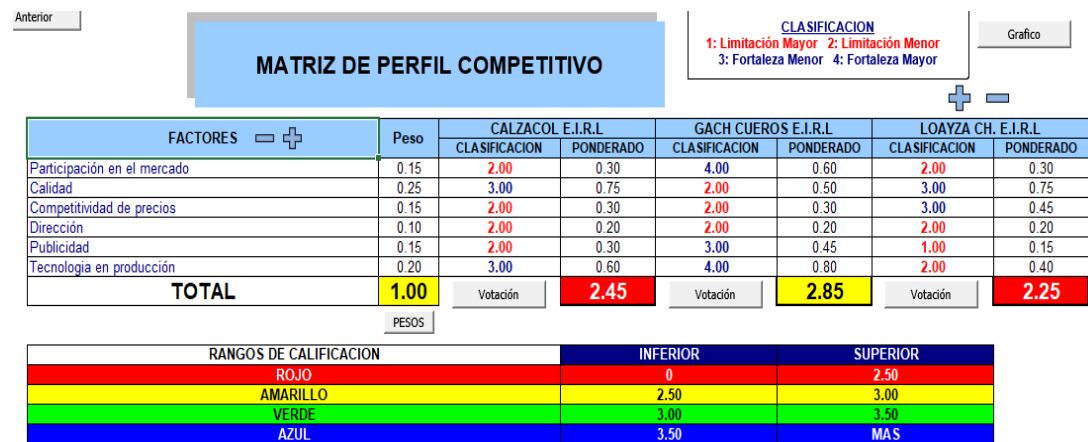 Anterior
MATRIZ DE PERFIL COMPETITIVO
CLASIFICACION
1: Limitación Mayor 2: Limitación Menor
3: Fortaleza Menor 4: Fortaleza Mayor
Grafico
FACTORES Peso CALZACOL E.I.R.L GACH CUEROS E.I.R.L LOAYZA CH. E.I.R.L
CLASIFICACION PONDERADO CLASIFICACION PONDERADO CLASIFICACION PONDERADO
Participación en el mercado 0.15 2.00 0.30 4.00 0.60 2.00 0.30
Calidad 0.25 3.00 0.75 2.00 0.50 3.00 0.75
Competitividad de precios 0.15 2.00 0.30 2.00 0.30 3.00 0.45
Dirección 0.10 2.00 0.20 2.00 0.20 2.00 0.20
Publicidad 0.15 2.00 0.30 3.00 0.45 1.00 0.15
Tecnologia en producción 0.20 3.00 0.60 4.00 0.80 2.00 0.40
TOTAL 1.00 Votación 2.45 Votación 2.85 Votación 2.25
PESOS
RANGOS DE CALIFICACION INFERIOR SUPERIOR
ROJO 0 2.50
AMARILLO 2.50 3.00
VERDE 3.00 3.50
AZUL 3.50 MAS